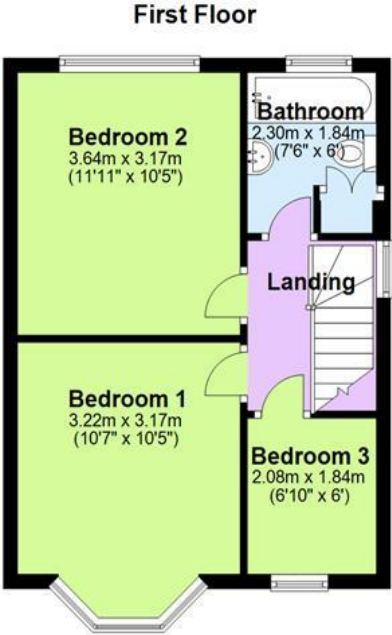 First Floor
Bedroom 2
3.64m x 3.17m
(11'11" x 10'5")
Bathroom
2.30m x 1.84m
(7'6" x 6')
Landing
Bedroom 1
3.22m x 3.17m
(10'7" x 10'5")
Bedroom 3
2.08m x 1.84m
(6'10" x 6')